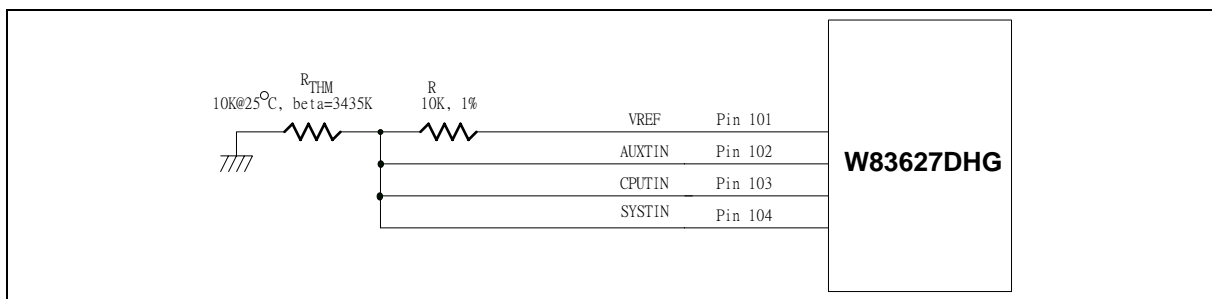 R_THM
10K@25°C, beta=3435K
R
10K, 1%
VREF Pin 101
AUXTIN Pin 102
CPUTIN Pin 103
SYSTIN Pin 104
W83627DHG